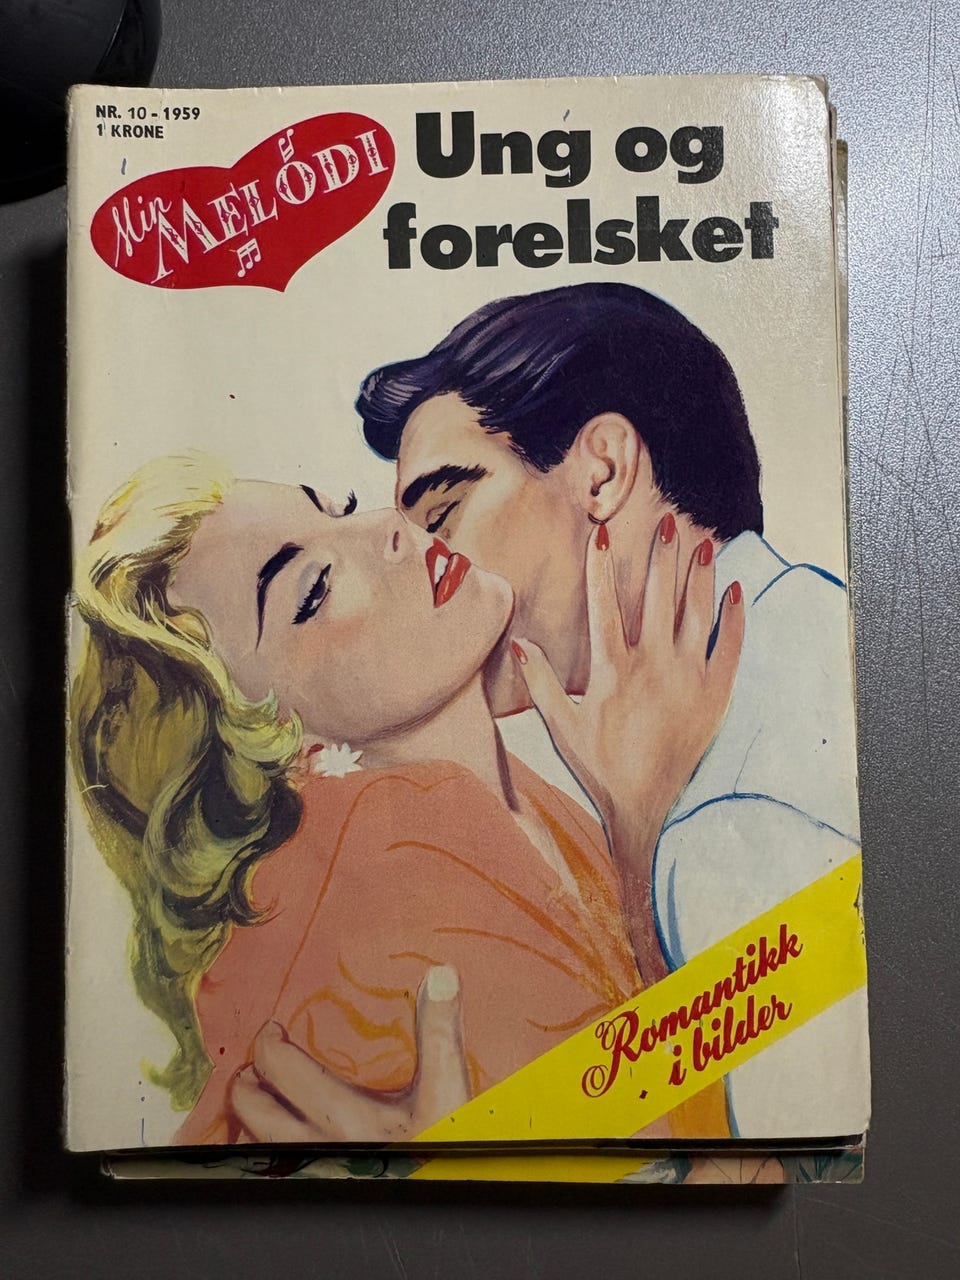 NR. 10 - 1959
1 KRONE
Min
MELODI
Ung og
forelsket
Romantikk
i bilder